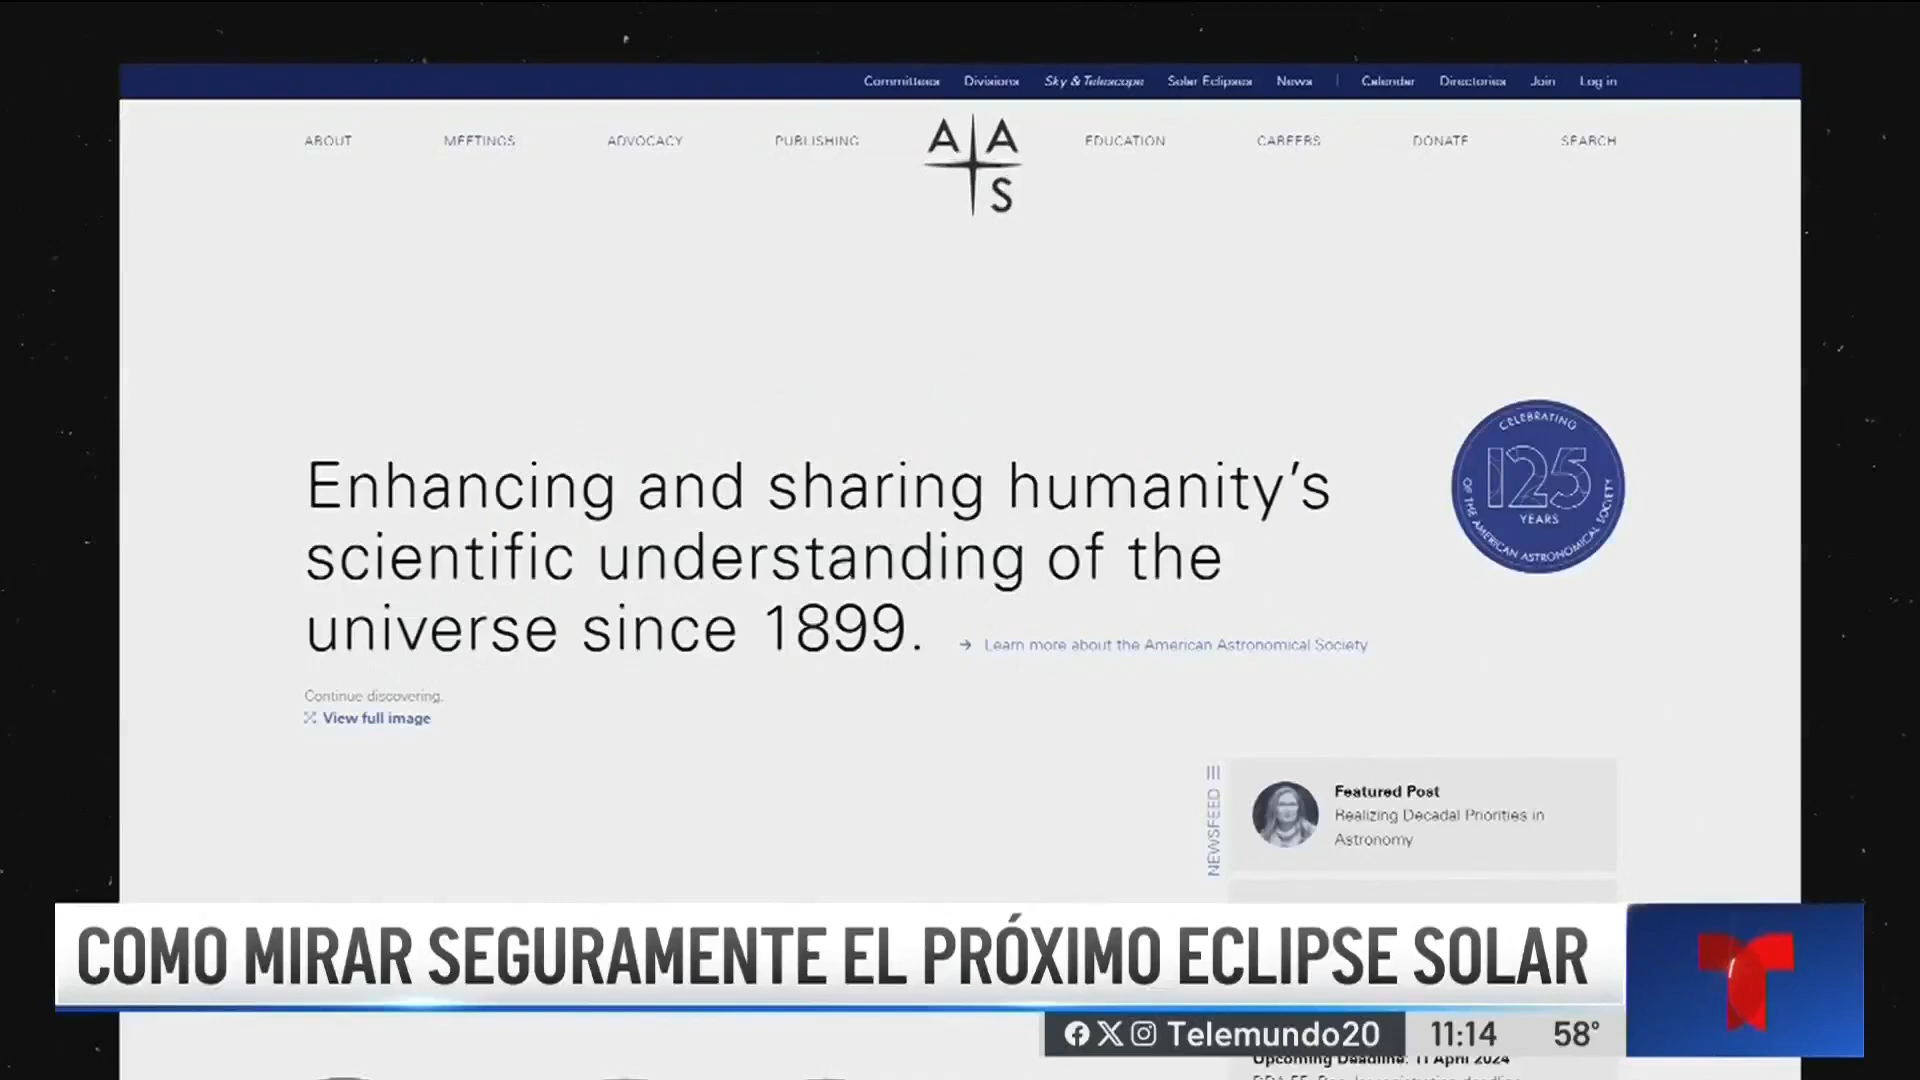 Committees Divisions Sky & Telescope Solar Eclipses News | Calendar Directories Join Log in
ABOUT MEETINGS ADVOCACY PUBLISHING EDUCATION CAREERS DONATE SEARCH
A A
S
CELEBRATING
125
YEARS
OF THE AMERICAN ASTRONOMICAL SOCIETY
Enhancing and sharing humanity's
scientific understanding of the
universe since 1899.
→ Learn more about the American Astronomical Society
Continue discovering.
View full image
NEWSFEED
Featured Post
Realizing Decadal Priorities in
Astronomy
COMO MIRAR SEGURAMENTE EL PRÓXIMO ECLIPSE SOLAR
Telemundo20 11:14 58°
Upcoming Deadline: 11 April 2024